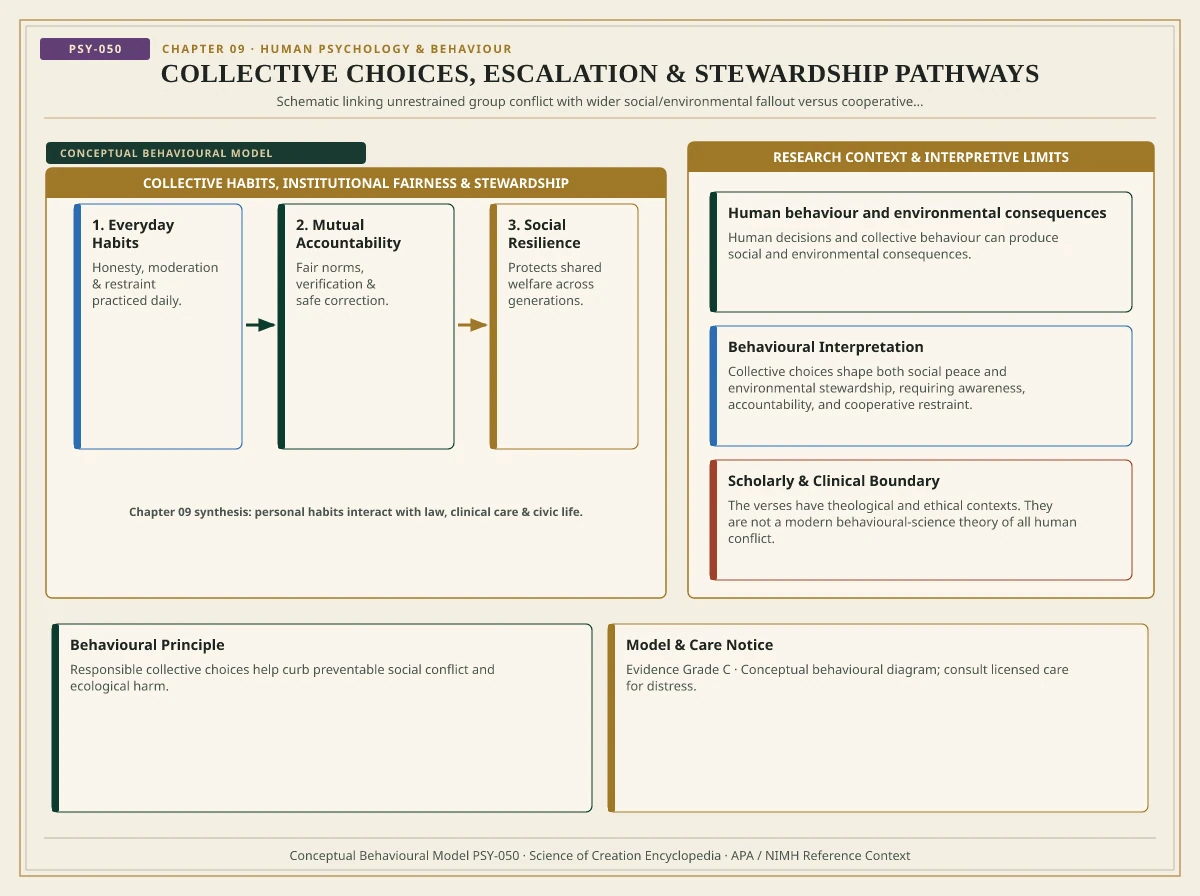 PSY-050
CHAPTER 09 · HUMAN PSYCHOLOGY & BEHAVIOUR
COLLECTIVE CHOICES, ESCALATION & STEWARDSHIP PATHWAYS
Schematic linking unrestrained group conflict with wider social/environmental fallout versus cooperative...
CONCEPTUAL BEHAVIOURAL MODEL
COLLECTIVE HABITS, INSTITUTIONAL FAIRNESS & STEWARDSHIP
1. Everyday
Habits
Honesty, moderation
& restraint
practiced daily.
2. Mutual
Accountability
Fair norms,
verification &
safe correction.
3. Social
Resilience
Protects shared
welfare across
generations.
Chapter 09 synthesis: personal habits interact with law, clinical care & civic life.
RESEARCH CONTEXT & INTERPRETIVE LIMITS
Human behaviour and environmental consequences
Human decisions and collective behaviour can produce
social and environmental consequences.
Behavioural Interpretation
Collective choices shape both social peace and
environmental stewardship, requiring awareness,
accountability, and cooperative restraint.
Scholarly & Clinical Boundary
The verses have theological and ethical contexts. They
are not a modern behavioural-science theory of all human
conflict.
Behavioural Principle
Responsible collective choices help curb preventable social conflict and
ecological harm.
Model & Care Notice
Evidence Grade C · Conceptual behavioural diagram; consult licensed care
for distress.
Conceptual Behavioural Model PSY-050 · Science of Creation Encyclopedia · APA / NIMH Reference Context